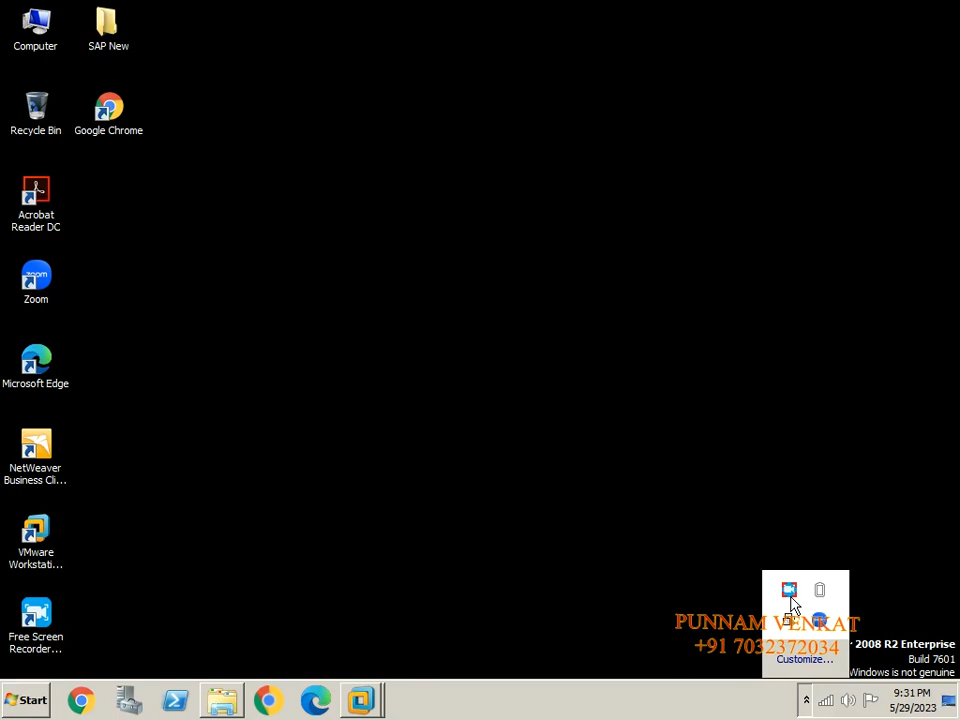 Computer
SAP New
Recycle Bin
Google Chrome
Acrobat
Reader DC
zoom
Zoom
Microsoft Edge
NetWeaver
Business Cli...
VMware
Workstati...
Free Screen
Recorder...
PUNNAM VENKAT
+91 7032372034
Customize...
2008 R2 Enterprise
Build 7601
Windows is not genuine
Start
9:31 PM
5/29/2023